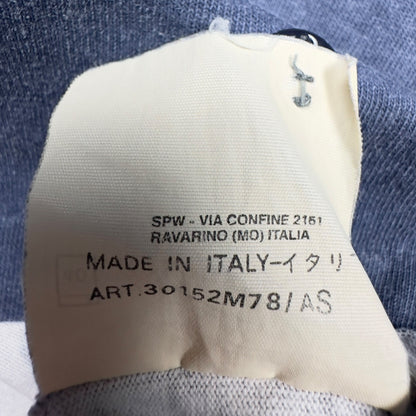 SPW - VIA CONFINE 2161
RAVARINO (MO) ITALIA
MADE IN ITALY-イタリ
ART.30152M78/AS